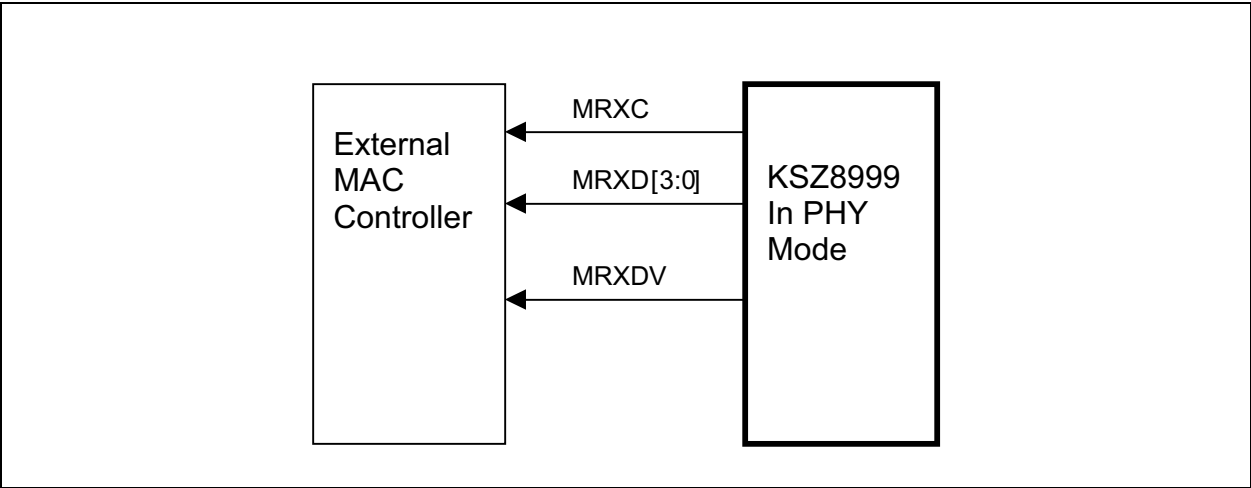 External
MAC
Controller
MRXC
MRXD[3:0]
MRXDV
KSZ8999
In PHY
Mode